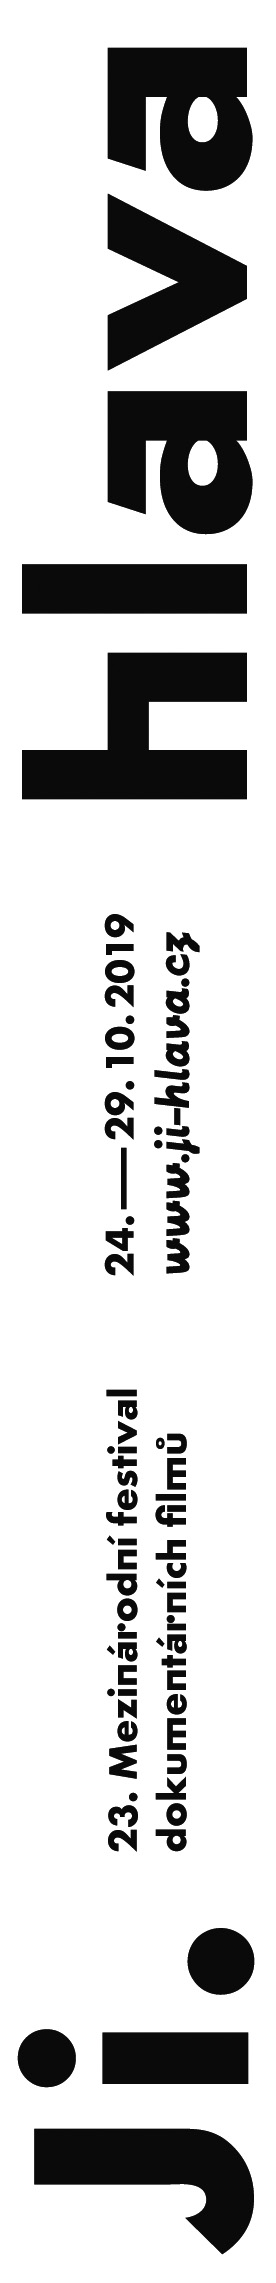 Ji.
23. Mezinárodní festival
dokumentárních filmů
24.—29. 10. 2019
www.ji-hlava.cz
hlava